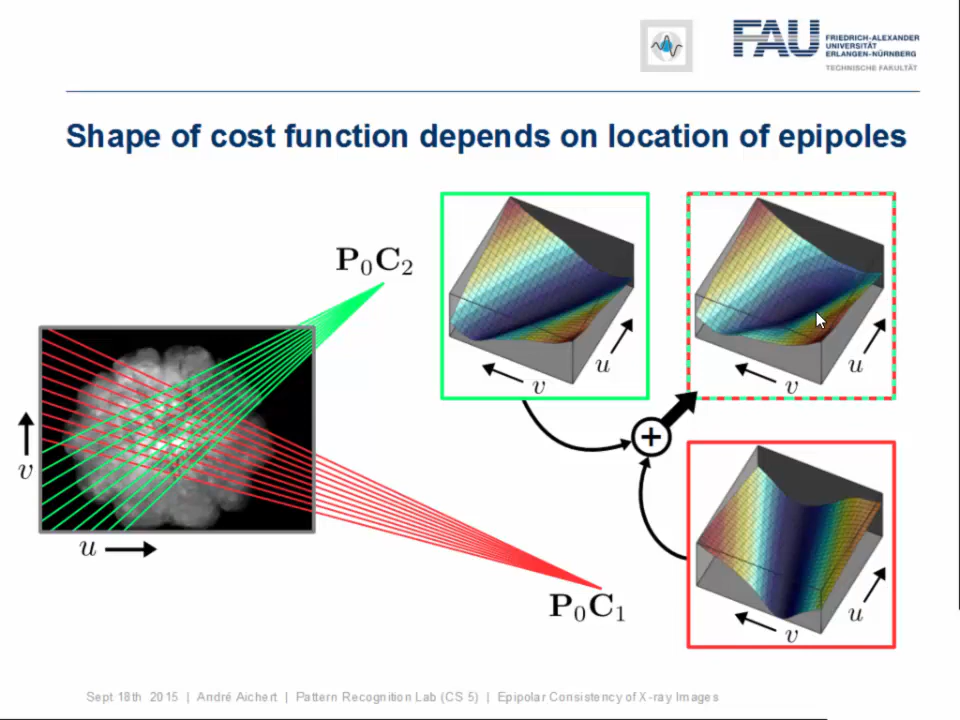 FAU
FRIEDRICH-ALEXANDER
UNIVERSITÄT
ERLANGEN-NÜRNBERG
TECHNISCHE FAKULTÄT
Shape of cost function depends on location of epipoles
P₀C₂
v
u
v
u
v
u
+
P₀C₁
v
u
Sept 18th 2015 | André Aichert | Pattern Recognition Lab (CS 5) | Epipolar Consistency of X-ray Images